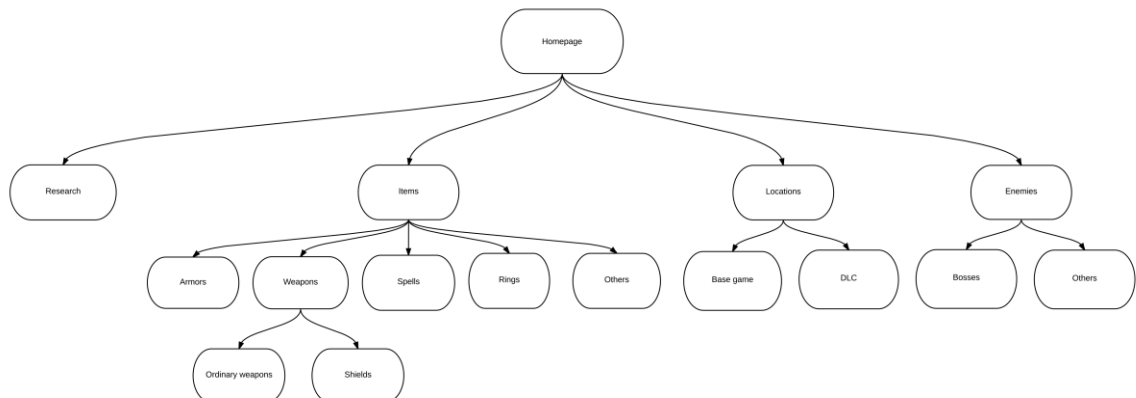 Homepage
Research
Items
Locations
Enemies
Armors
Weapons
Spells
Rings
Others
Base game
DLC
Bosses
Others
Ordinary weapons
Shields